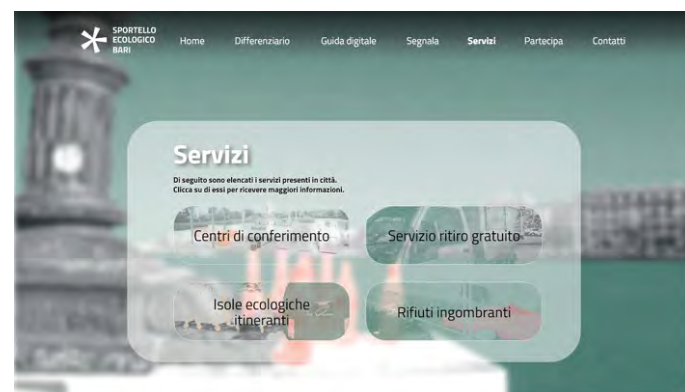 SPORTELLO
ECOLOGICO
BARI
Home Differenziario Guida digitale Segnala Servizi Partecipa Contatti
Servizi
Di seguito sono elencati i servizi presenti in città.
Clicca su di essi per ricevere maggiori informazioni.
Centri di conferimento Servizio ritiro gratuito
Isole ecologiche
itineranti
Rifiuti ingombranti